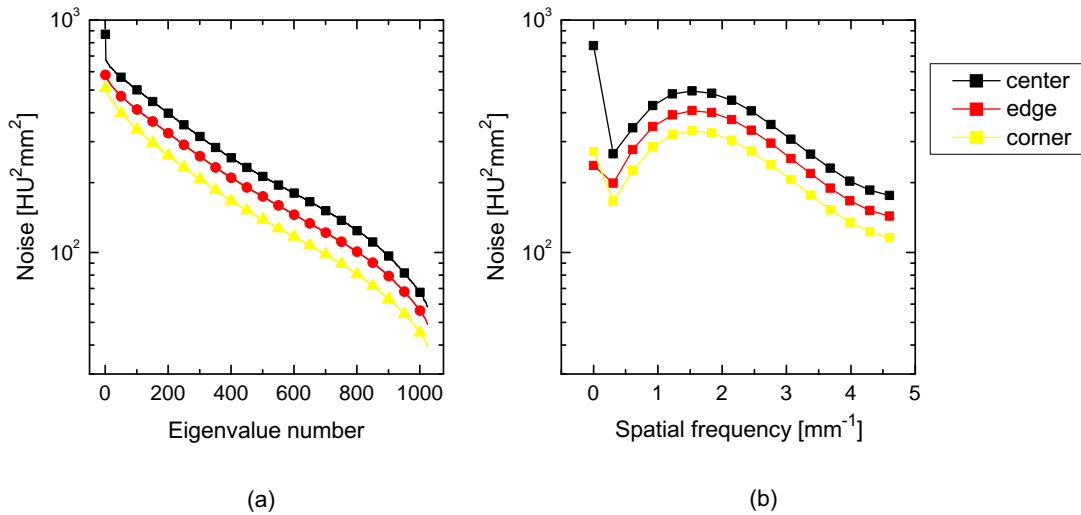 10³
10²
Noise [HU²mm²]
0 200 400 600 800 1000
Eigenvalue number
(a)
10³
10²
Noise [HU²mm²]
0 1 2 3 4 5
Spatial frequency [mm⁻¹]
(b)
center
edge
corner